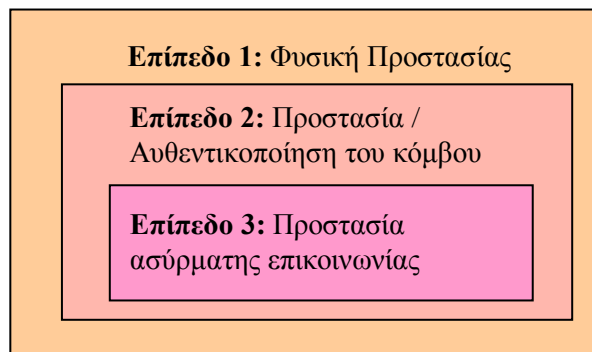 Επίπεδο 1: Φυσική Προστασίας
Επίπεδο 2: Προστασία /
Αυθεντικοποίηση του κόμβου
Επίπεδο 3: Προστασία
ασύρματης επικοινωνίας